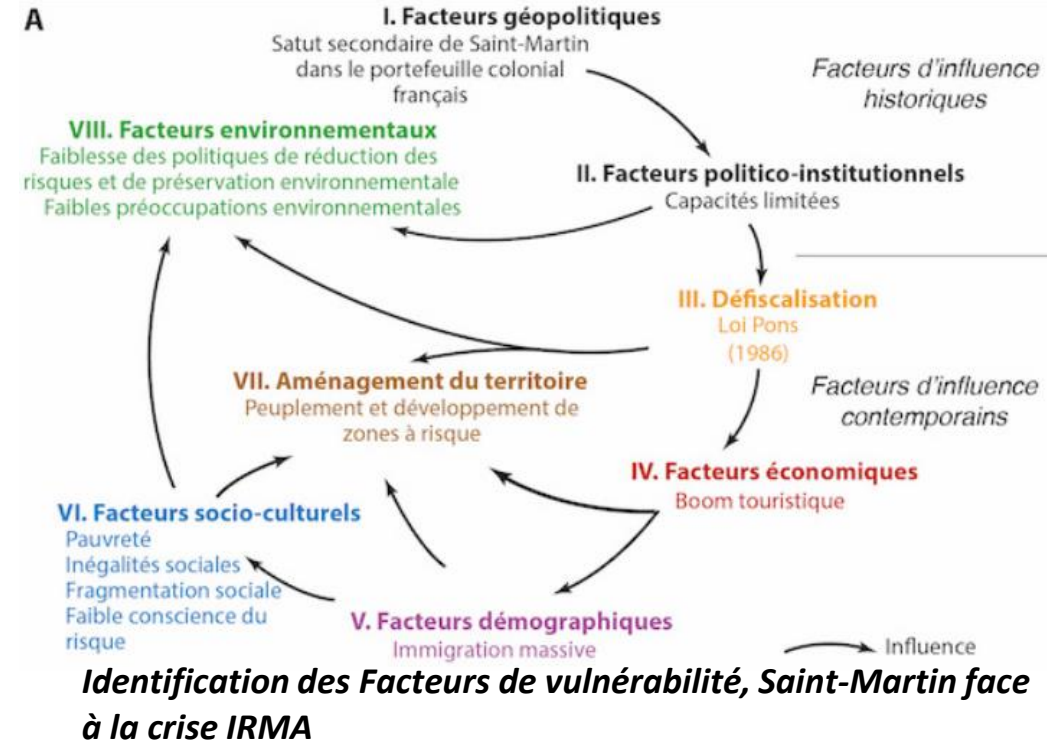 A
I. Facteurs géopolitiques
Satut secondaire de Saint-Martin
dans le portefeuille colonial
français
Facteurs d'influence
historiques
VIII. Facteurs environnementaux
Faiblesse des politiques de réduction des
risques et de préservation environnementale
Faibles préoccupations environnementales
II. Facteurs politico-institutionnels
Capacités limitées
III. Défiscalisation
Loi Pons
(1986)
VII. Aménagement du territoire
Peuplement et développement de
zones à risque
Facteurs d'influence
contemporains
IV. Facteurs économiques
Boom touristique
VI. Facteurs socio-culturels
Pauvreté
Inégalités sociales
Fragmentation sociale
Faible conscience du
risque
V. Facteurs démographiques
Immigration massive
Influence
Identification des Facteurs de vulnérabilité, Saint-Martin face
à la crise IRMA